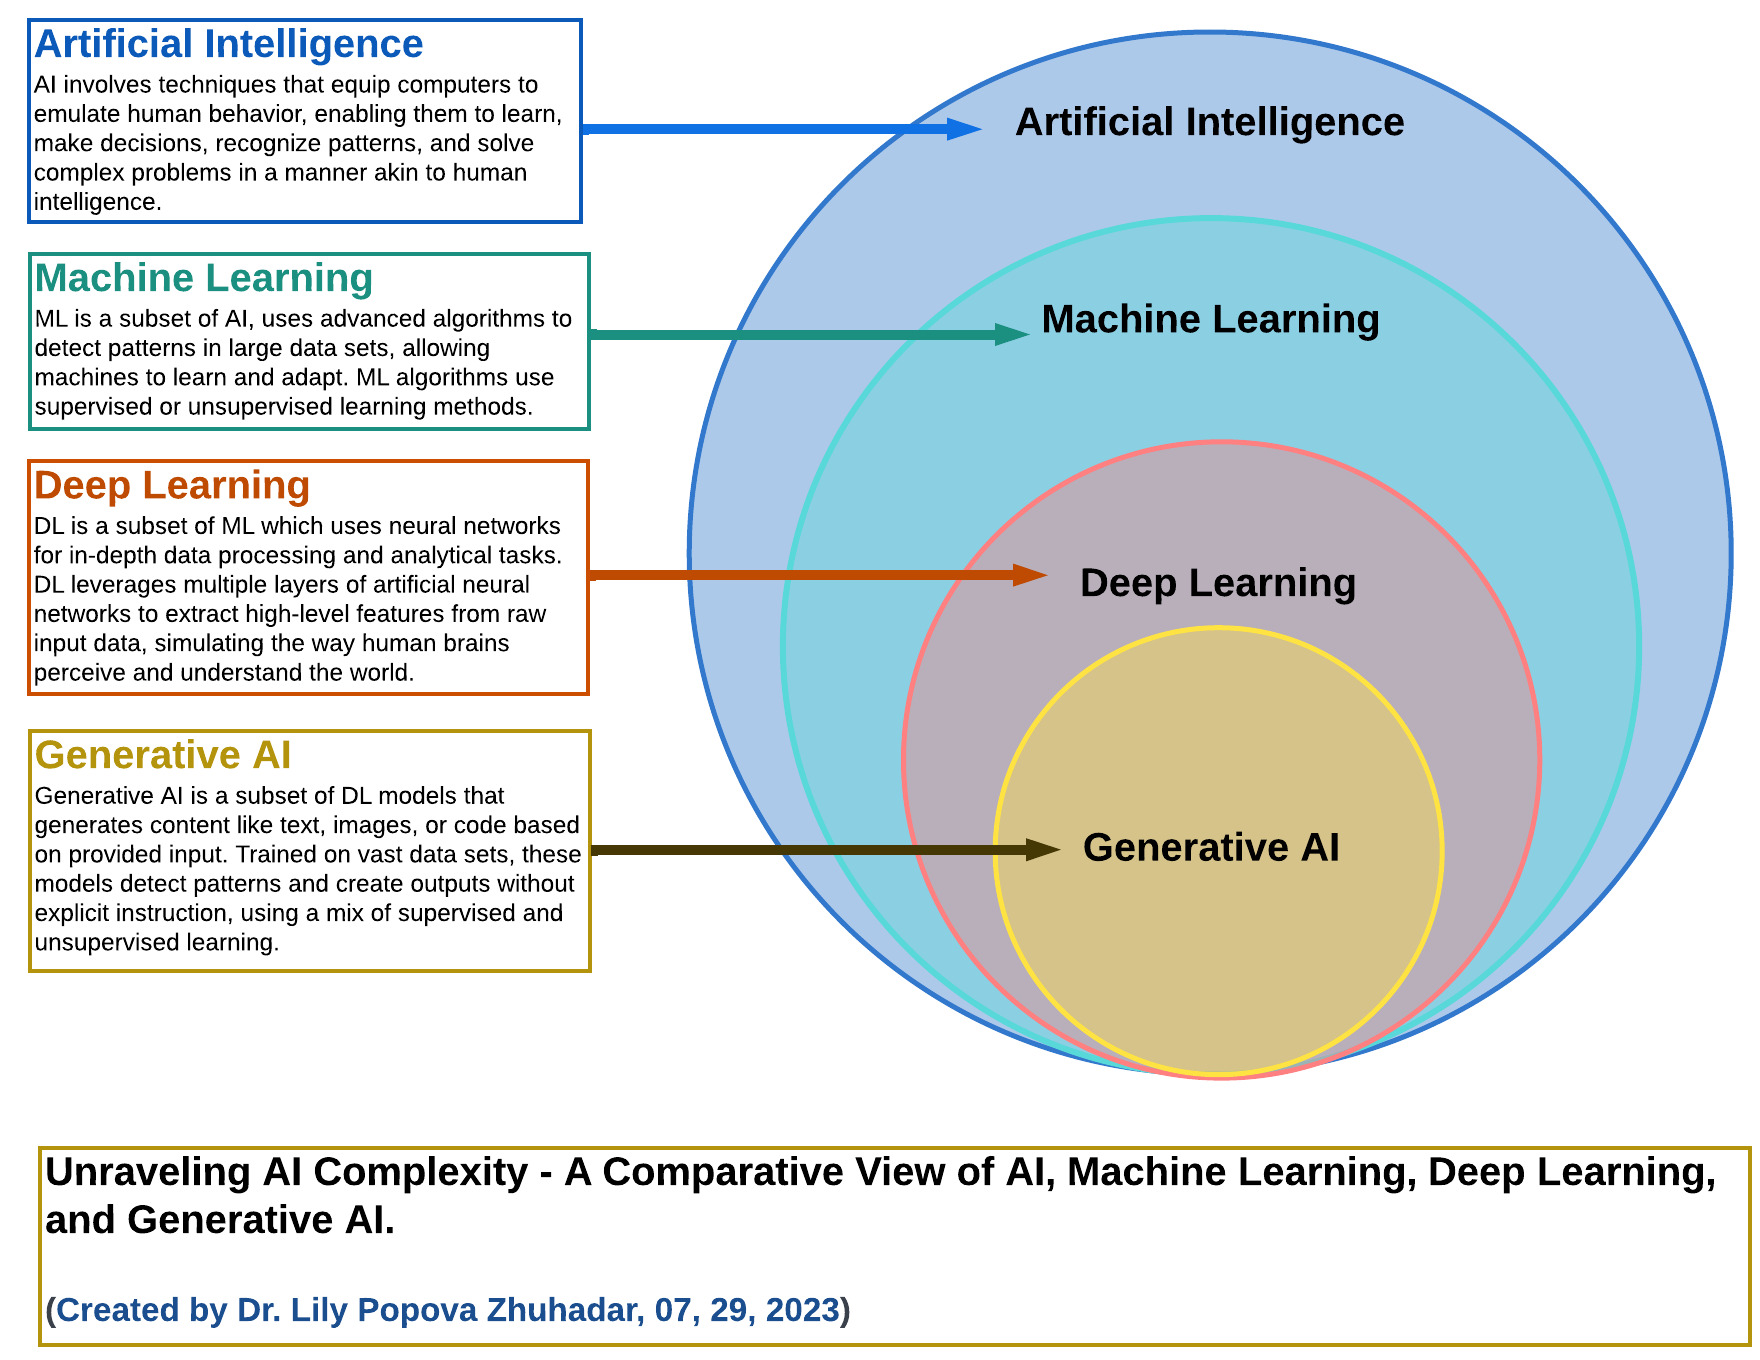 Artificial Intelligence
AI involves techniques that equip computers to
emulate human behavior, enabling them to learn,
make decisions, recognize patterns, and solve
complex problems in a manner akin to human
intelligence.
Machine Learning
ML is a subset of AI, uses advanced algorithms to
detect patterns in large data sets, allowing
machines to learn and adapt. ML algorithms use
supervised or unsupervised learning methods.
Deep Learning
DL is a subset of ML which uses neural networks
for in-depth data processing and analytical tasks.
DL leverages multiple layers of artificial neural
networks to extract high-level features from raw
input data, simulating the way human brains
perceive and understand the world.
Generative AI
Generative AI is a subset of DL models that
generates content like text, images, or code based
on provided input. Trained on vast data sets, these
models detect patterns and create outputs without
explicit instruction, using a mix of supervised and
unsupervised learning.
Artificial Intelligence
Machine Learning
Deep Learning
Generative AI
Unraveling AI Complexity - A Comparative View of AI, Machine Learning, Deep Learning,
and Generative AI.
(Created by Dr. Lily Popova Zhuhadar, 07, 29, 2023)